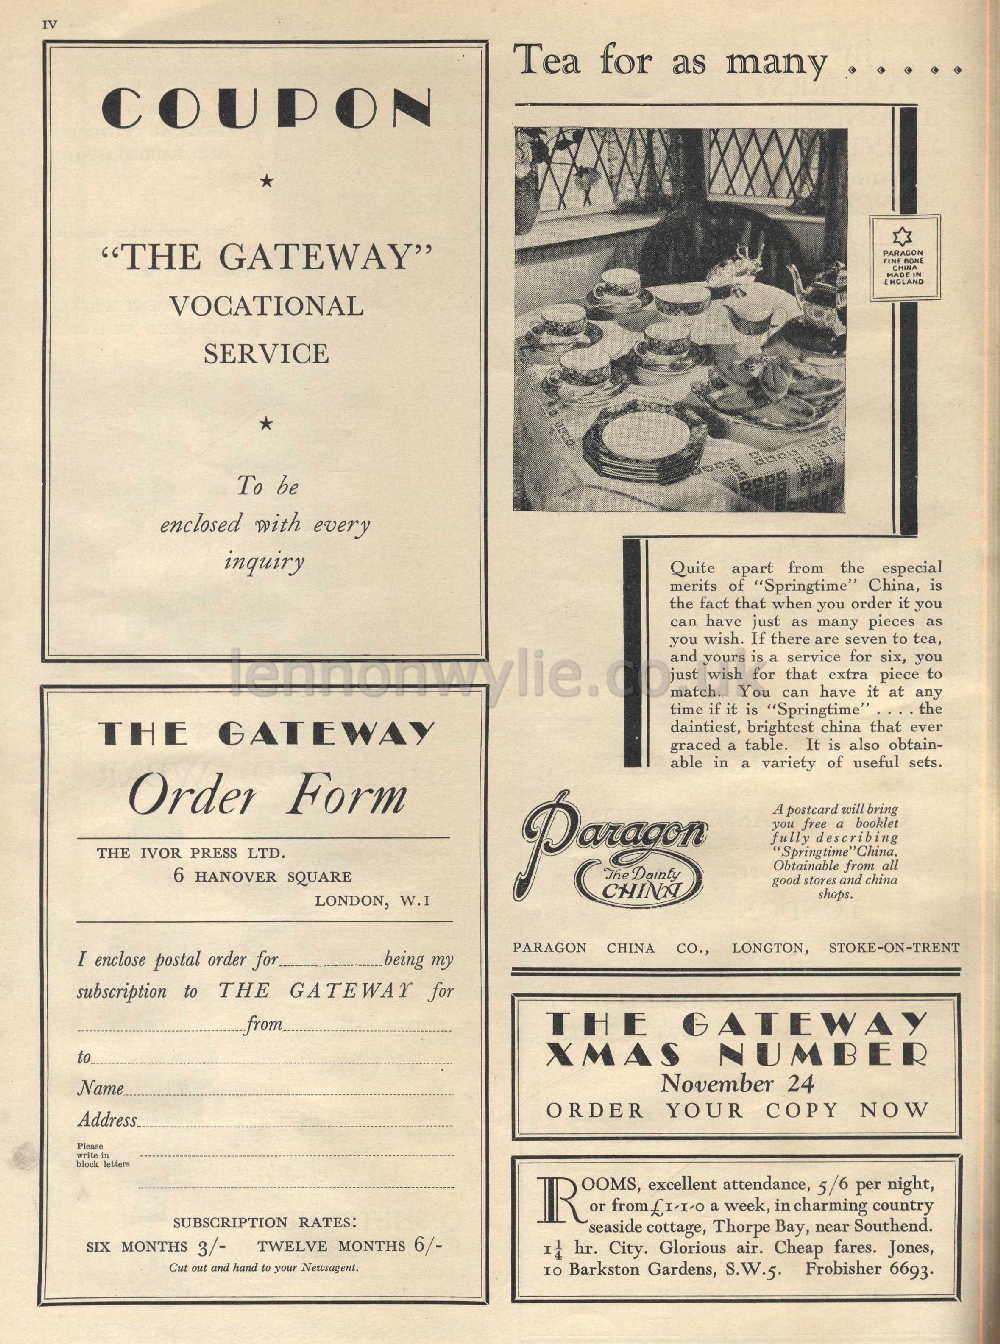 IV
COUPON
"THE GATEWAY"
VOCATIONAL
SERVICE
To be
enclosed with every
inquiry
THE GATEWAY
Order Form
THE IVOR PRESS LTD.
6 HANOVER SQUARE
LONDON, W.1
I enclose postal order for being my
subscription to THE GATEWAY for
from
to
Name
Address
Please
write in
block letters
SUBSCRIPTION RATES:
SIX MONTHS 3/- TWELVE MONTHS 6/-
Cut out and hand to your Newsagent.
Tea for as many . . . . .
PARAGON
FINE BONE
CHINA
MADE IN
ENGLAND
Quite apart from the especial
merits of "Springtime" China, is
the fact that when you order it you
can have just as many pieces as
you wish. If there are seven to tea,
and yours is a service for six, you
just wish for that extra piece to
match. You can have it at any
time if it is "Springtime" . . . . the
daintiest, brightest china that ever
graced a table. It is also obtain-
able in a variety of useful sets.
Paragon
The Dainty
CHINA
A postcard will bring
you free a booklet
fully describing
"Springtime" China.
Obtainable from all
good stores and china
shops.
PARAGON CHINA CO., LONGTON, STOKE-ON-TRENT
THE GATEWAY
XMAS NUMBER
November 24
ORDER YOUR COPY NOW
ROOMS, excellent attendance, 5/6 per night,
or from £1-1-0 a week, in charming country
seaside cottage, Thorpe Bay, near Southend.
1¼ hr. City. Glorious air. Cheap fares. Jones,
10 Barkston Gardens, S.W.5. Frobisher 6693.
lennonwylie.co.uk